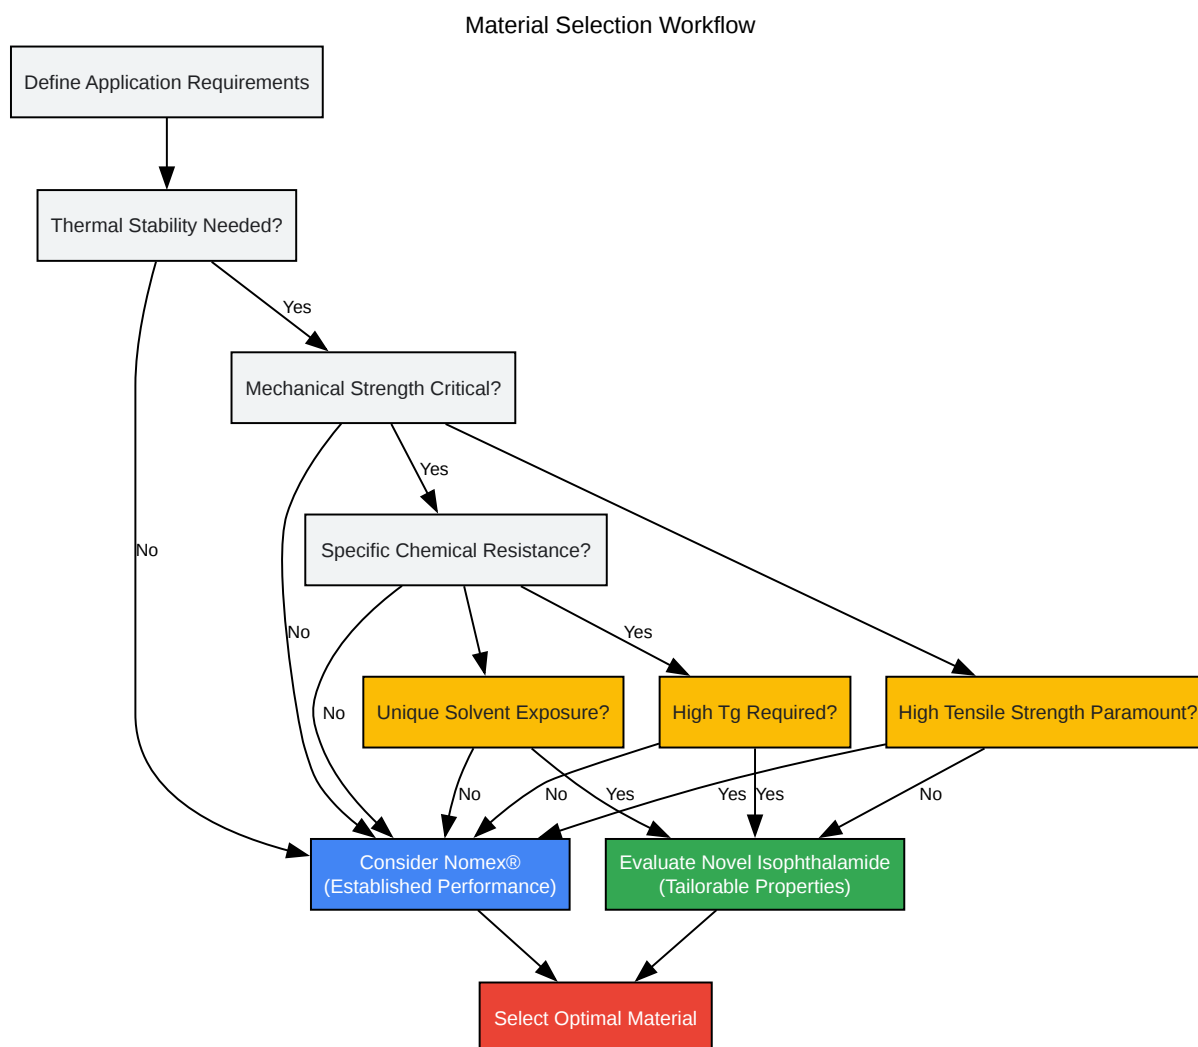 Material Selection Workflow
Define Application Requirements
Thermal Stability Needed?
Yes
Mechanical Strength Critical?
Yes
Specific Chemical Resistance?
No
No
Yes
No
Unique Solvent Exposure?
High Tg Required?
High Tensile Strength Paramount?
No
No
Yes
Yes
Yes
No
Consider Nomex®
(Established Performance)
Evaluate Novel Isophthalamide
(Tailorable Properties)
Select Optimal Material